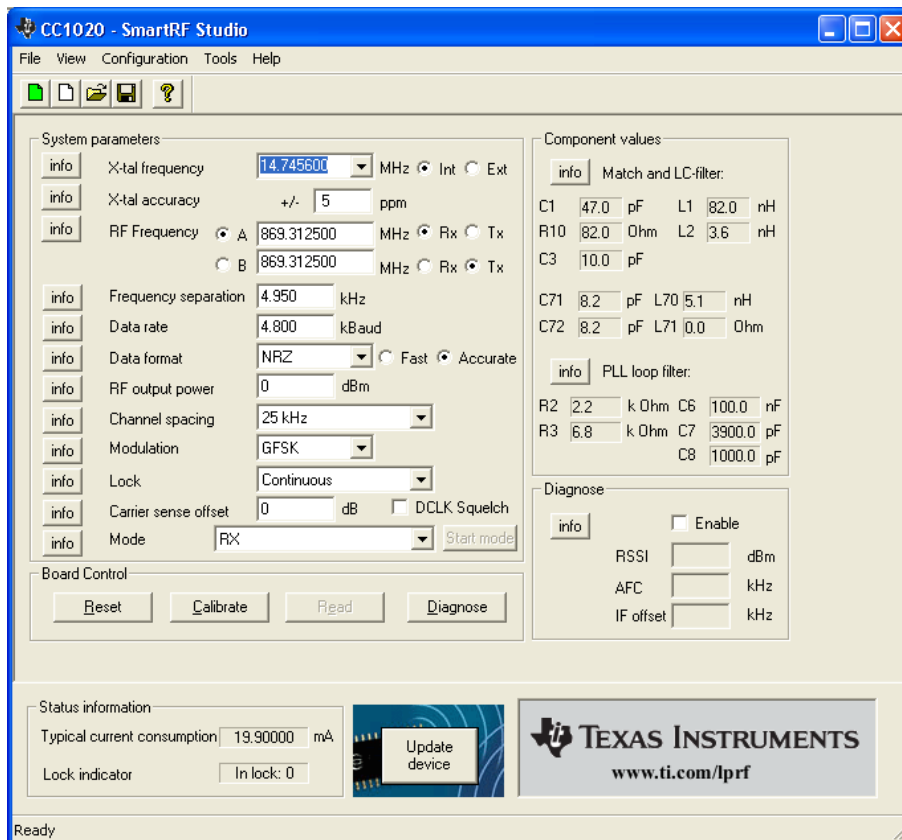 CC1020 - SmartRF Studio
File View Configuration Tools Help
System parameters
info X-tal frequency 14.745600 MHz Int Ext
info X-tal accuracy +/- 5 ppm
info RF Frequency A 869.312500 MHz Rx Tx
B 869.312500 MHz Rx Tx
info Frequency separation 4.950 kHz
info Data rate 4.800 kBaud
info Data format NRZ Fast Accurate
info RF output power 0 dBm
info Channel spacing 25 kHz
info Modulation GFSK
info Lock Continuous
info Carrier sense offset 0 dB DCLK Squelch
info Mode RX Start mode
Board Control
Reset Calibrate Read Diagnose
Component values
info Match and LC-filter:
C1 47.0 pF L1 82.0 nH
R10 82.0 Ohm L2 3.6 nH
C3 10.0 pF
C71 8.2 pF L70 5.1 nH
C72 8.2 pF L71 0.0 Ohm
info PLL loop filter:
R2 2.2 k Ohm C6 100.0 nF
R3 6.8 k Ohm C7 3900.0 pF
C8 1000.0 pF
Diagnose
info Enable
RSSI dBm
AFC kHz
IF offset kHz
Status information
Typical current consumption 19.90000 mA
Lock indicator In lock: 0
Update
device
TEXAS INSTRUMENTS
www.ti.com/lprf
Ready